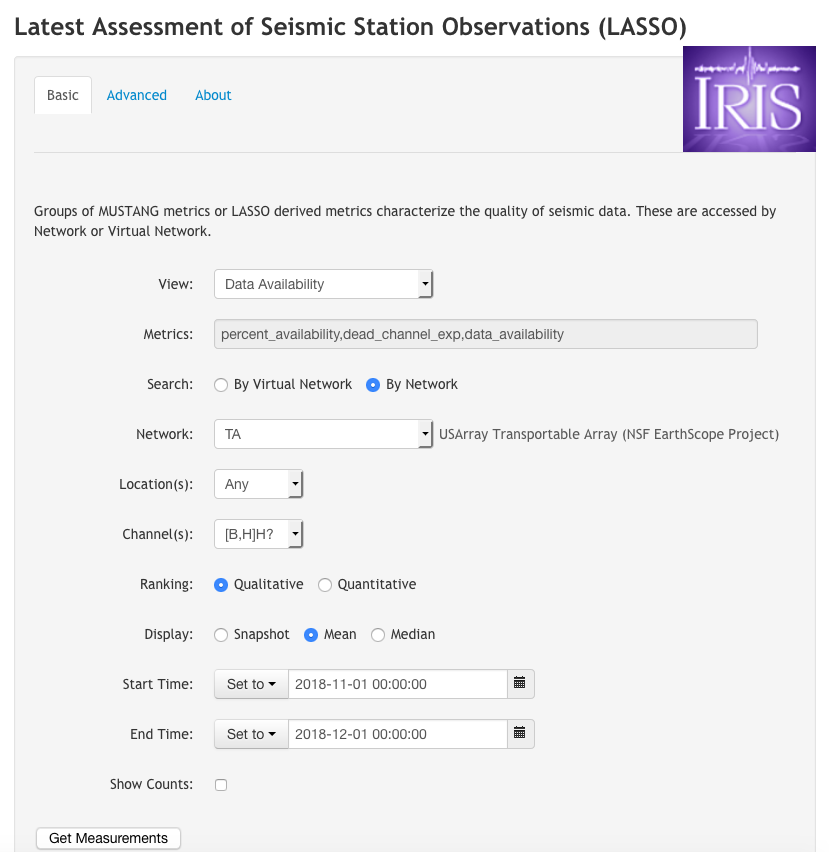 Latest Assessment of Seismic Station Observations (LASSO)
Basic Advanced About
IRIS
Groups of MUSTANG metrics or LASSO derived metrics characterize the quality of seismic data. These are accessed by
Network or Virtual Network.
View: Data Availability
Metrics: percent_availability,dead_channel_exp,data_availability
Search: By Virtual Network By Network
Network: TA USArray Transportable Array (NSF EarthScope Project)
Location(s): Any
Channel(s): [B,H]H?
Ranking: Qualitative Quantitative
Display: Snapshot Mean Median
Start Time: Set to 2018-11-01 00:00:00
End Time: Set to 2018-12-01 00:00:00
Show Counts:
Get Measurements